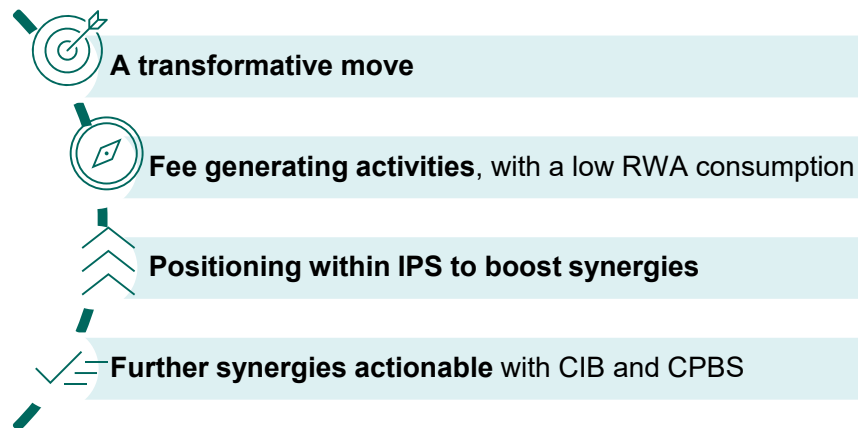 A transformative move
Fee generating activities, with a low RWA consumption
Positioning within IPS to boost synergies
Further synergies actionable with CIB and CPBS